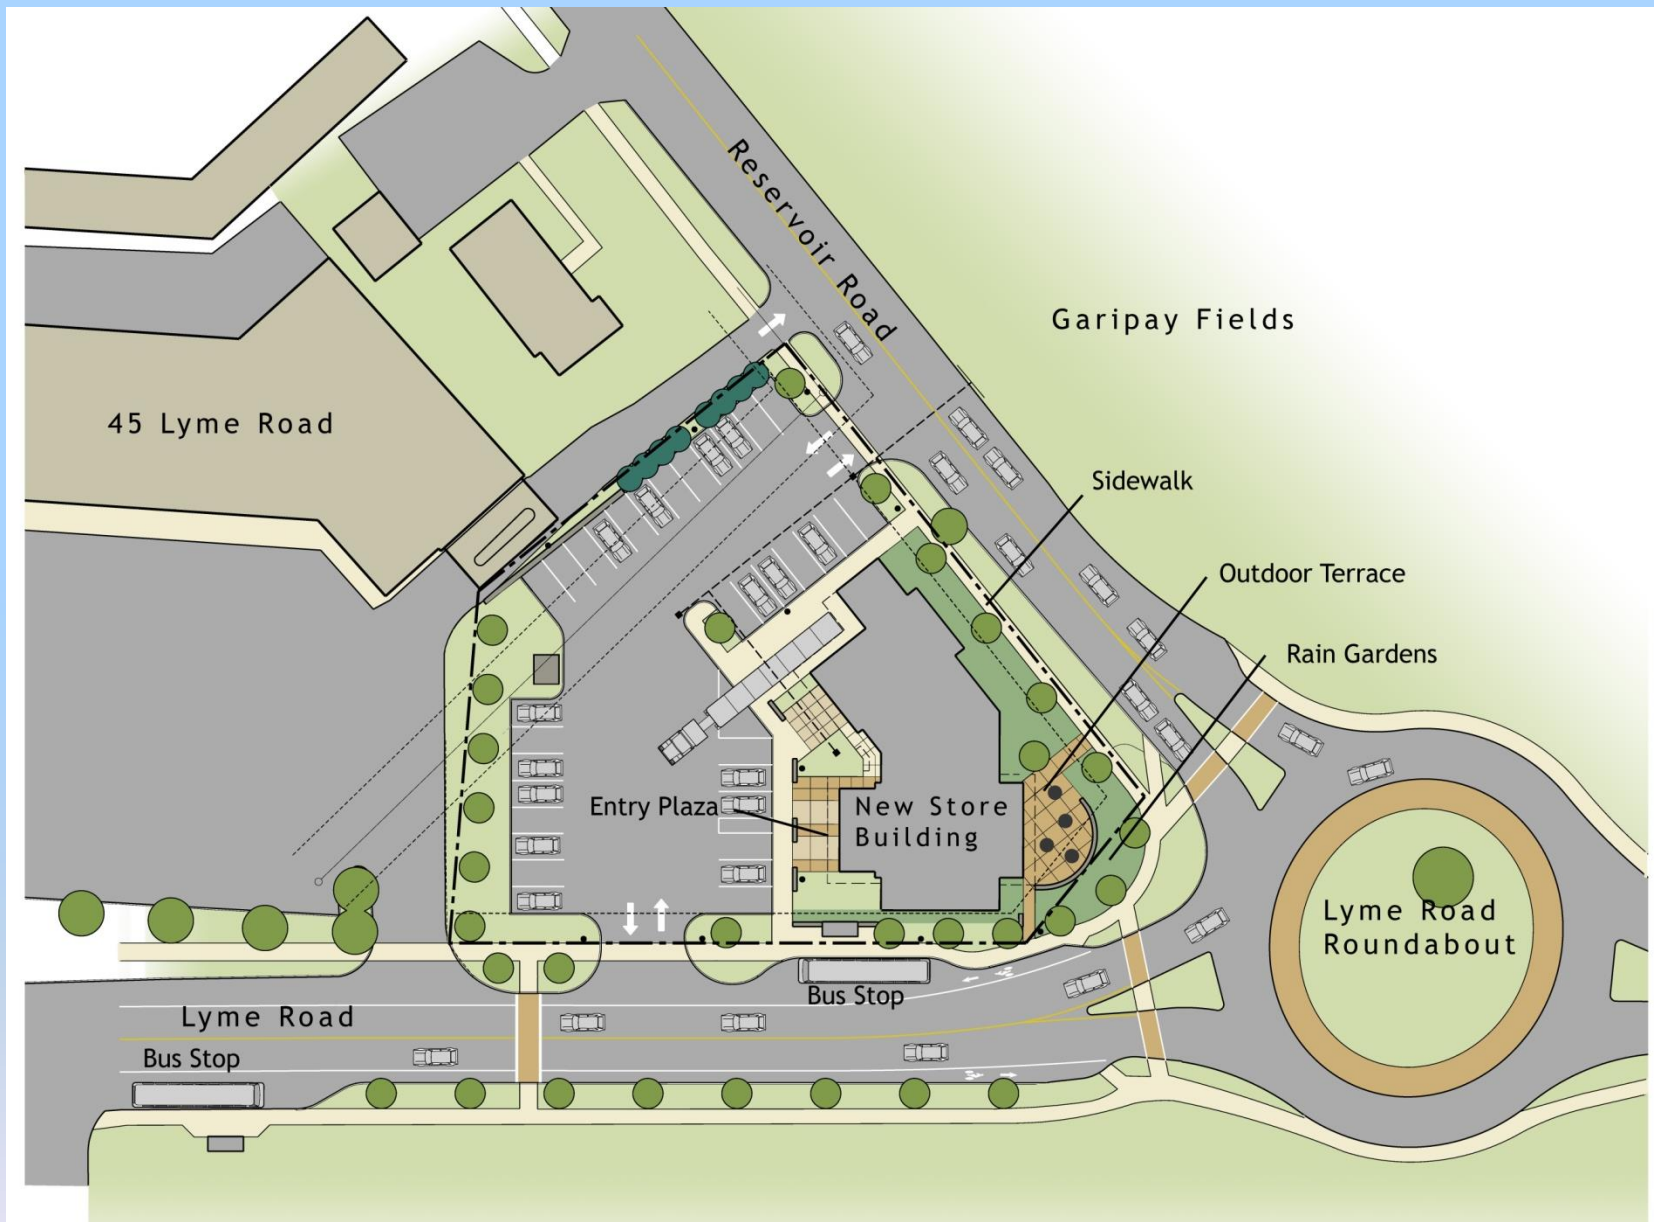 Reservoir Road
Garipay Fields
45 Lyme Road
Sidewalk
Outdoor Terrace
Rain Gardens
Entry Plaza
New Store
Building
Lyme Road
Roundabout
Bus Stop
Lyme Road
Bus Stop